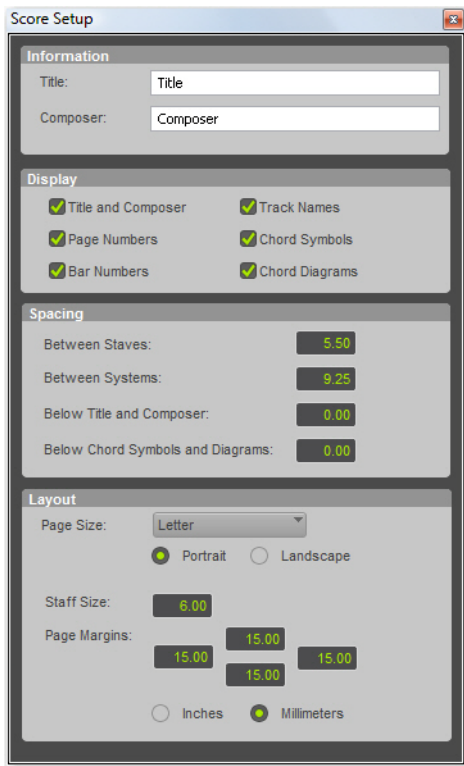 Score Setup
Information
Title: Title
Composer: Composer
Display
Title and Composer Track Names
Page Numbers Chord Symbols
Bar Numbers Chord Diagrams
Spacing
Between Staves: 5.50
Between Systems: 9.25
Below Title and Composer: 0.00
Below Chord Symbols and Diagrams: 0.00
Layout
Page Size: Letter
Portrait Landscape
Staff Size: 6.00
Page Margins: 15.00
15.00 15.00
15.00
Inches Millimeters